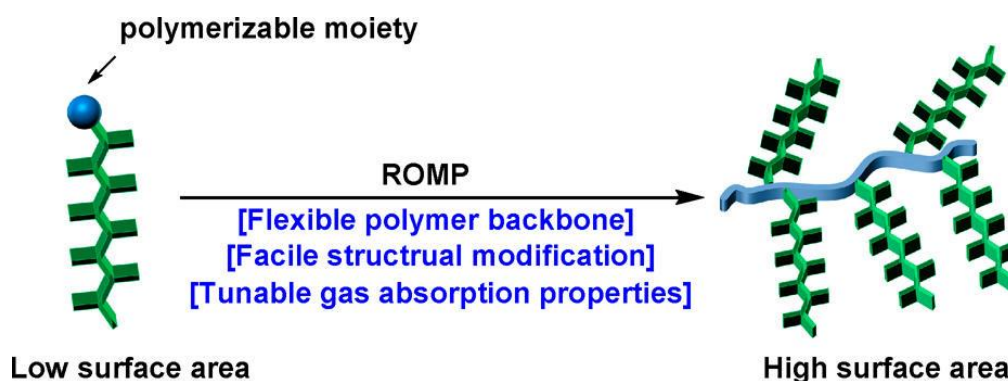 polymerizable moiety
ROMP
[Flexible polymer backbone]
[Facile structrual modification]
[Tunable gas absorption properties]
Low surface area
High surface area